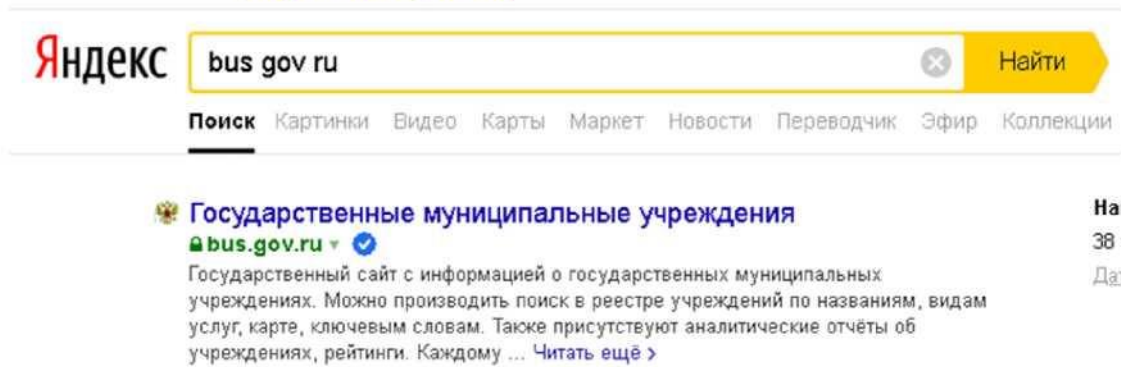 Яндекс bus gov ru Найти
Поиск Картинки Видео Карты Маркет Новости Переводчик Эфир Коллекции
Государственные муниципальные учреждения
bus.gov.ru
Государственный сайт с информацией о государственных муниципальных
учреждениях. Можно производить поиск в реестре учреждений по названиям, видам
услуг, карте, ключевым словам. Также присутствуют аналитические отчёты об
учреждениях, рейтинги. Каждому ... Читать ещё >
38